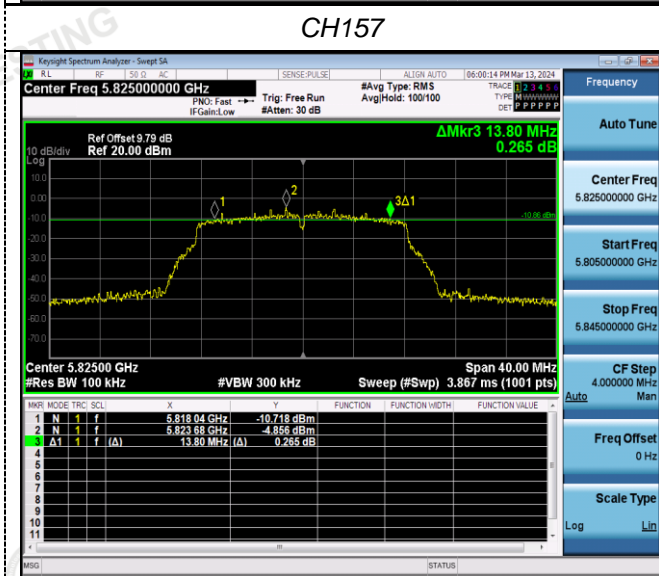 TESTING
CH157
Keysight Spectrum Analyzer - Swept SA
RL RF 50 Ω AC SENSE:PULSE ALIGN AUTO 06:00:14 PM Mar 13, 2024
Center Freq 5.825000000 GHz
PNO: Fast
IFGain:Low
Trig: Free Run
#Atten: 30 dB
#Avg Type: RMS
Avg|Hold: 100/100
TRACE 1 2 3 4 5 6
TYPE M WWWWW
DET P P P P P P
Frequency
Ref Offset 9.79 dB
10 dB/div Ref 20.00 dBm
Log
ΔMkr3 13.80 MHz
0.265 dB
10.0
0.00
-10.0
-20.0
-30.0
-40.0
-50.0
-60.0
-70.0
1
2
3Δ1
-10.86 dBm
Center 5.82500 GHz Span 40.00 MHz
#Res BW 100 kHz #VBW 300 kHz Sweep (#Swp) 3.867 ms (1001 pts)
MKR MODE TRC SCL X Y FUNCTION FUNCTION WIDTH FUNCTION VALUE
1 N 1 f 5.818 04 GHz -10.718 dBm
2 N 1 f 5.823 68 GHz -4.856 dBm
3 Δ1 1 f (Δ) 13.80 MHz (Δ) 0.265 dB
4
5
6
7
8
9
10
11
MSG STATUS
Auto Tune
Center Freq
5.825000000 GHz
Start Freq
5.805000000 GHz
Stop Freq
5.845000000 GHz
CF Step
4.000000 MHz
Auto Man
Freq Offset
0 Hz
Scale Type
Log Lin